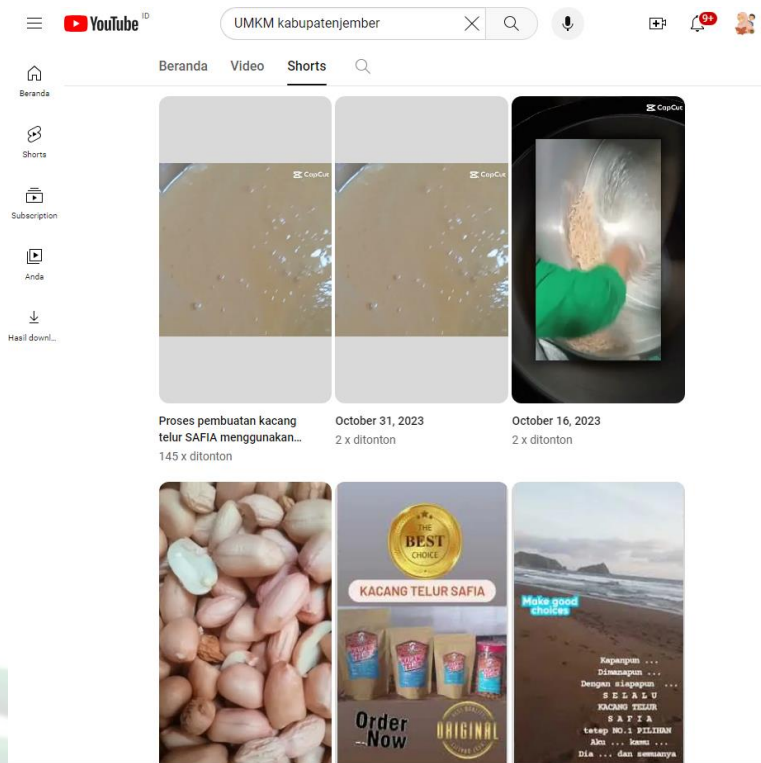 YouTube ID
UMKM kabupatenjember
9+
Beranda
Video
Shorts
Beranda
Shorts
Subscription
Anda
Hasil downl...
CapCut
CapCut
CapCut
Proses pembuatan kacang
telur SAFIA menggunakan...
145 x ditonton
October 31, 2023
2 x ditonton
October 16, 2023
2 x ditonton
THE
BEST
CHOICE
KACANG TELUR SAFIA
Order
Now
ORIGINAL
Make good
choices
Kapanpun ...
Dimanapun ...
Dengan siapapun ...
SELALU
KACANG TELUR
SAFIA
tetep NO.1 PILIHAN
Aku ... kamu ...
Dia ... dan semuanya